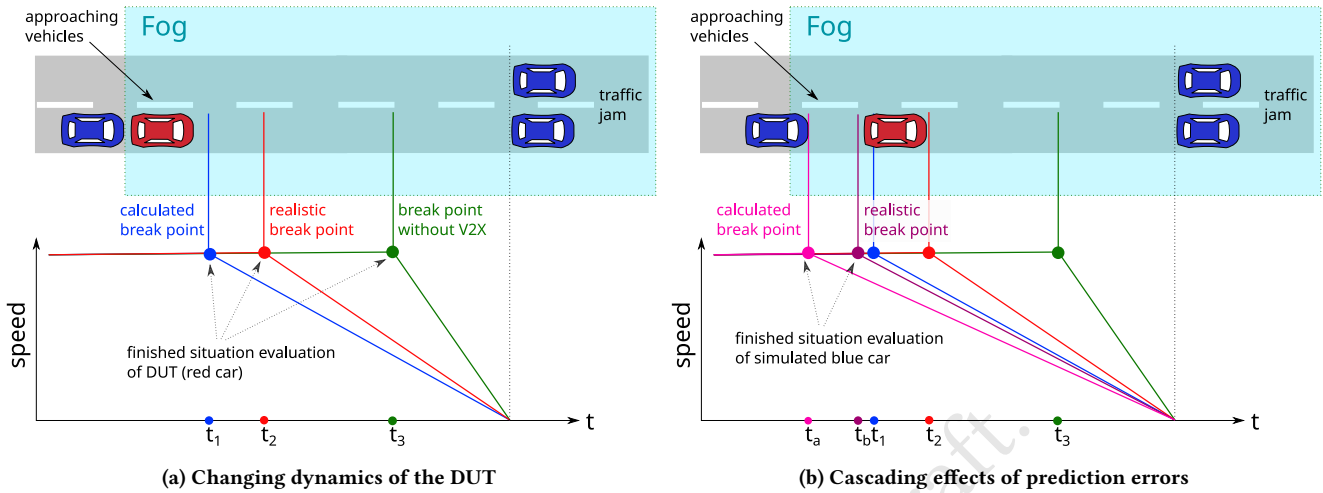 approaching
vehicles
Fog
traffic
jam
calculated
break point
realistic
break point
break point
without V2X
speed
finished situation evaluation
of DUT (red car)
t1
t2
t3
t
(a) Changing dynamics of the DUT
approaching
vehicles
Fog
traffic
jam
calculated
break point
realistic
break point
speed
finished situation evaluation
of simulated blue car
ta
tb
t1
t2
t3
t
(b) Cascading effects of prediction errors
raft.